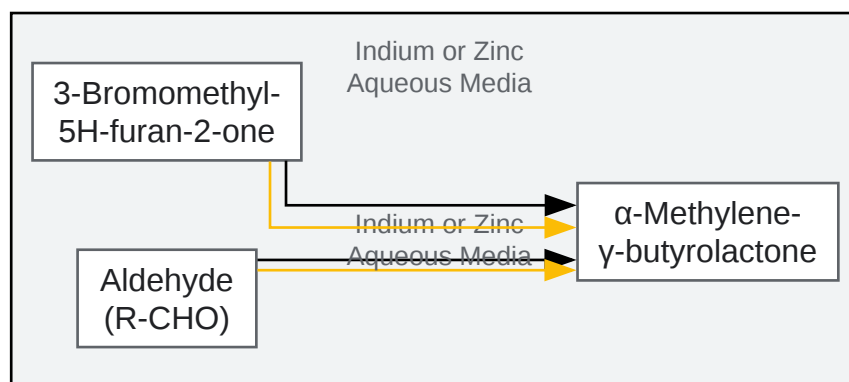 Indium or Zinc
Aqueous Media
3-Bromomethyl-
5H-furan-2-one
α-Methylene-
γ-butyrolactone
Indium or Zinc
Aqueous Media
Aldehyde
(R-CHO)